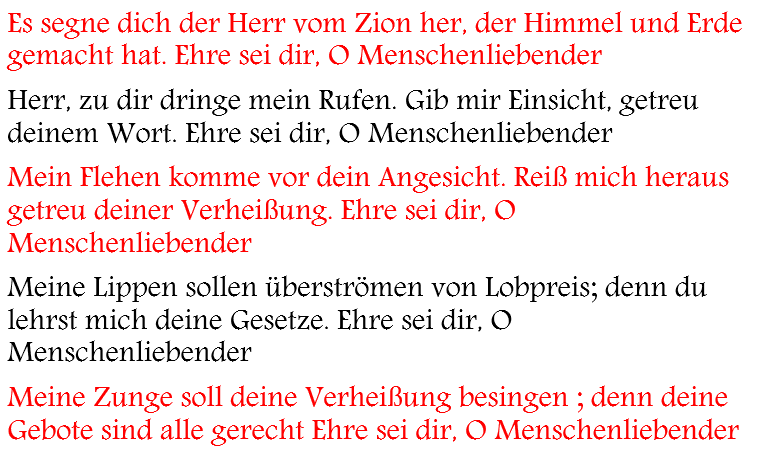 Es segne dich der Herr vom Zion her, der Himmel und Erde
gemacht hat. Ehre sei dir, O Menschenliebender
Herr, zu dir dringe mein Rufen. Gib mir Einsicht, getreu
deinem Wort. Ehre sei dir, O Menschenliebender
Mein Flehen komme vor dein Angesicht. Reiß mich heraus
getreu deiner Verheißung. Ehre sei dir, O
Menschenliebender
Meine Lippen sollen überströmen von Lobpreis; denn du
lehrst mich deine Gesetze. Ehre sei dir, O
Menschenliebender
Meine Zunge soll deine Verheißung besingen ; denn deine
Gebote sind alle gerecht Ehre sei dir, O Menschenliebender